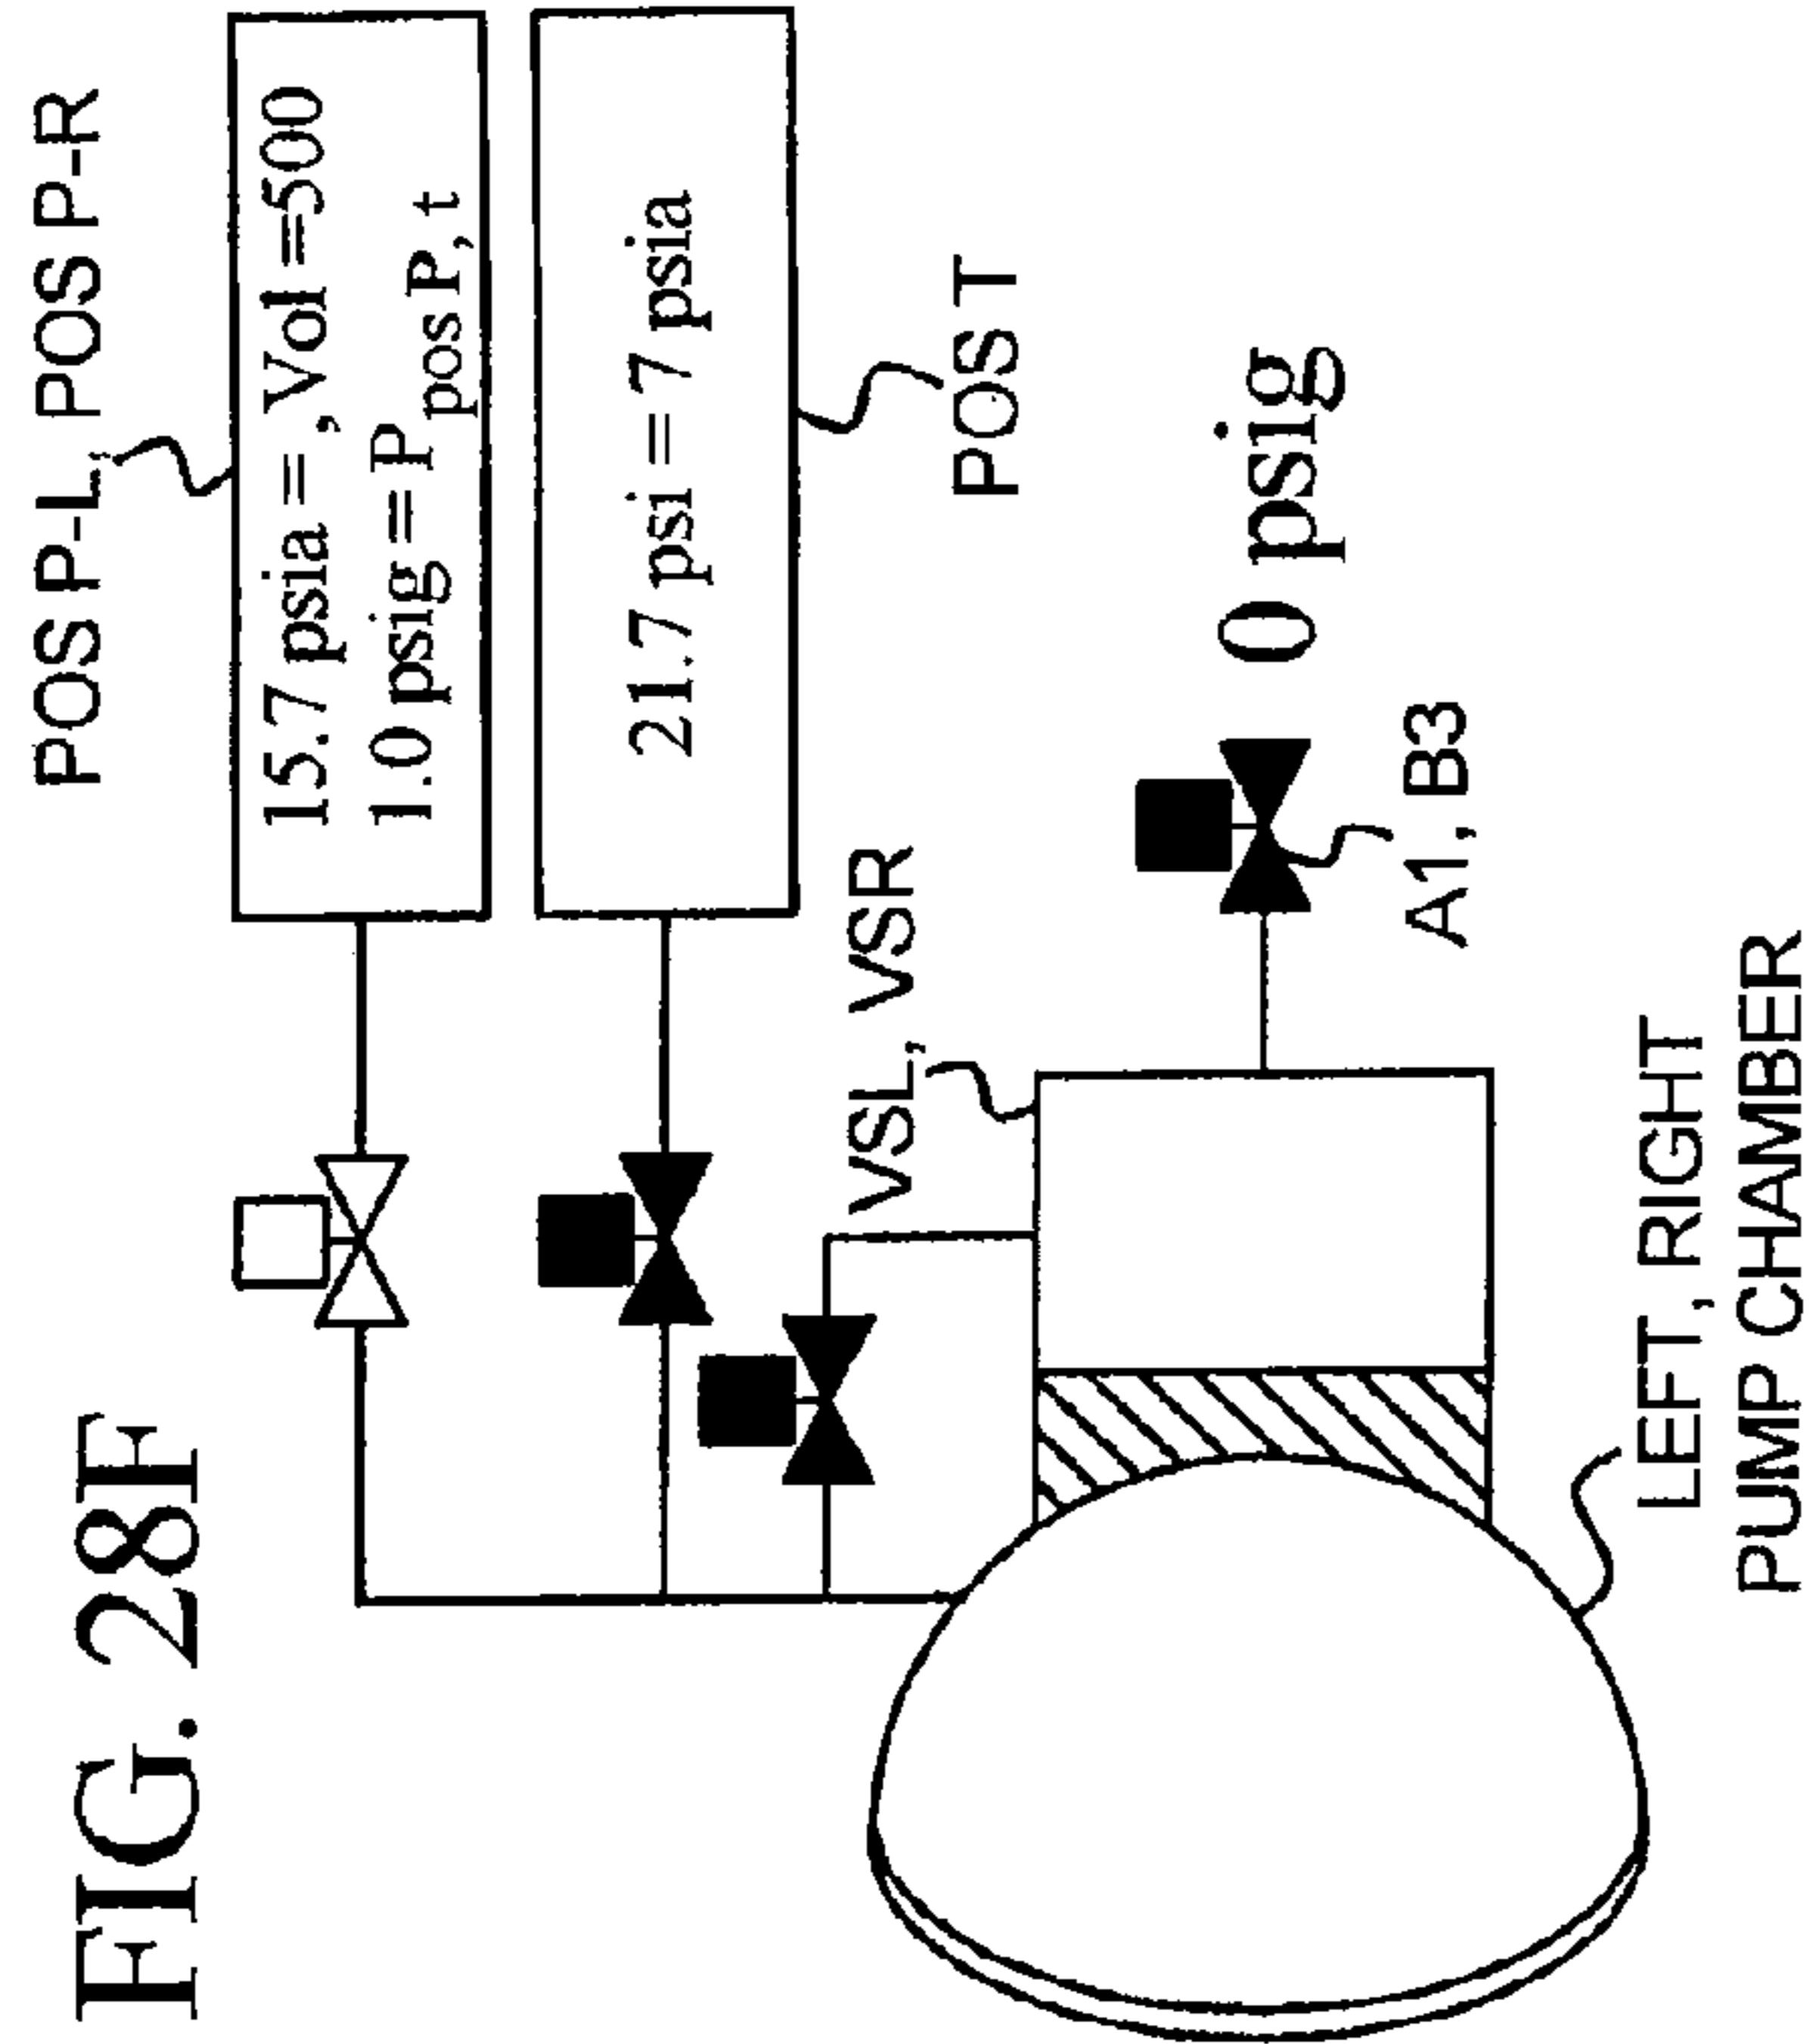 FIG. 28F
POS P-L, POS P-R
15.7 psia = , Vol =500
1.0 psig = P pos P, t
21.7 psi = 7 psia
POS T
VSL, VSR
0 psig
A1, B3
LEFT, RIGHT
PUMP CHAMBER